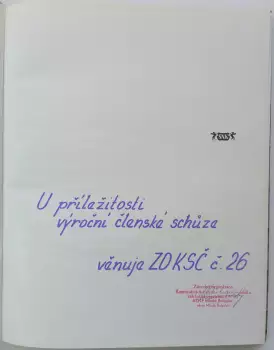 U příležitosti
výroční členské schůze
věnuje ZO KSČ č. 26